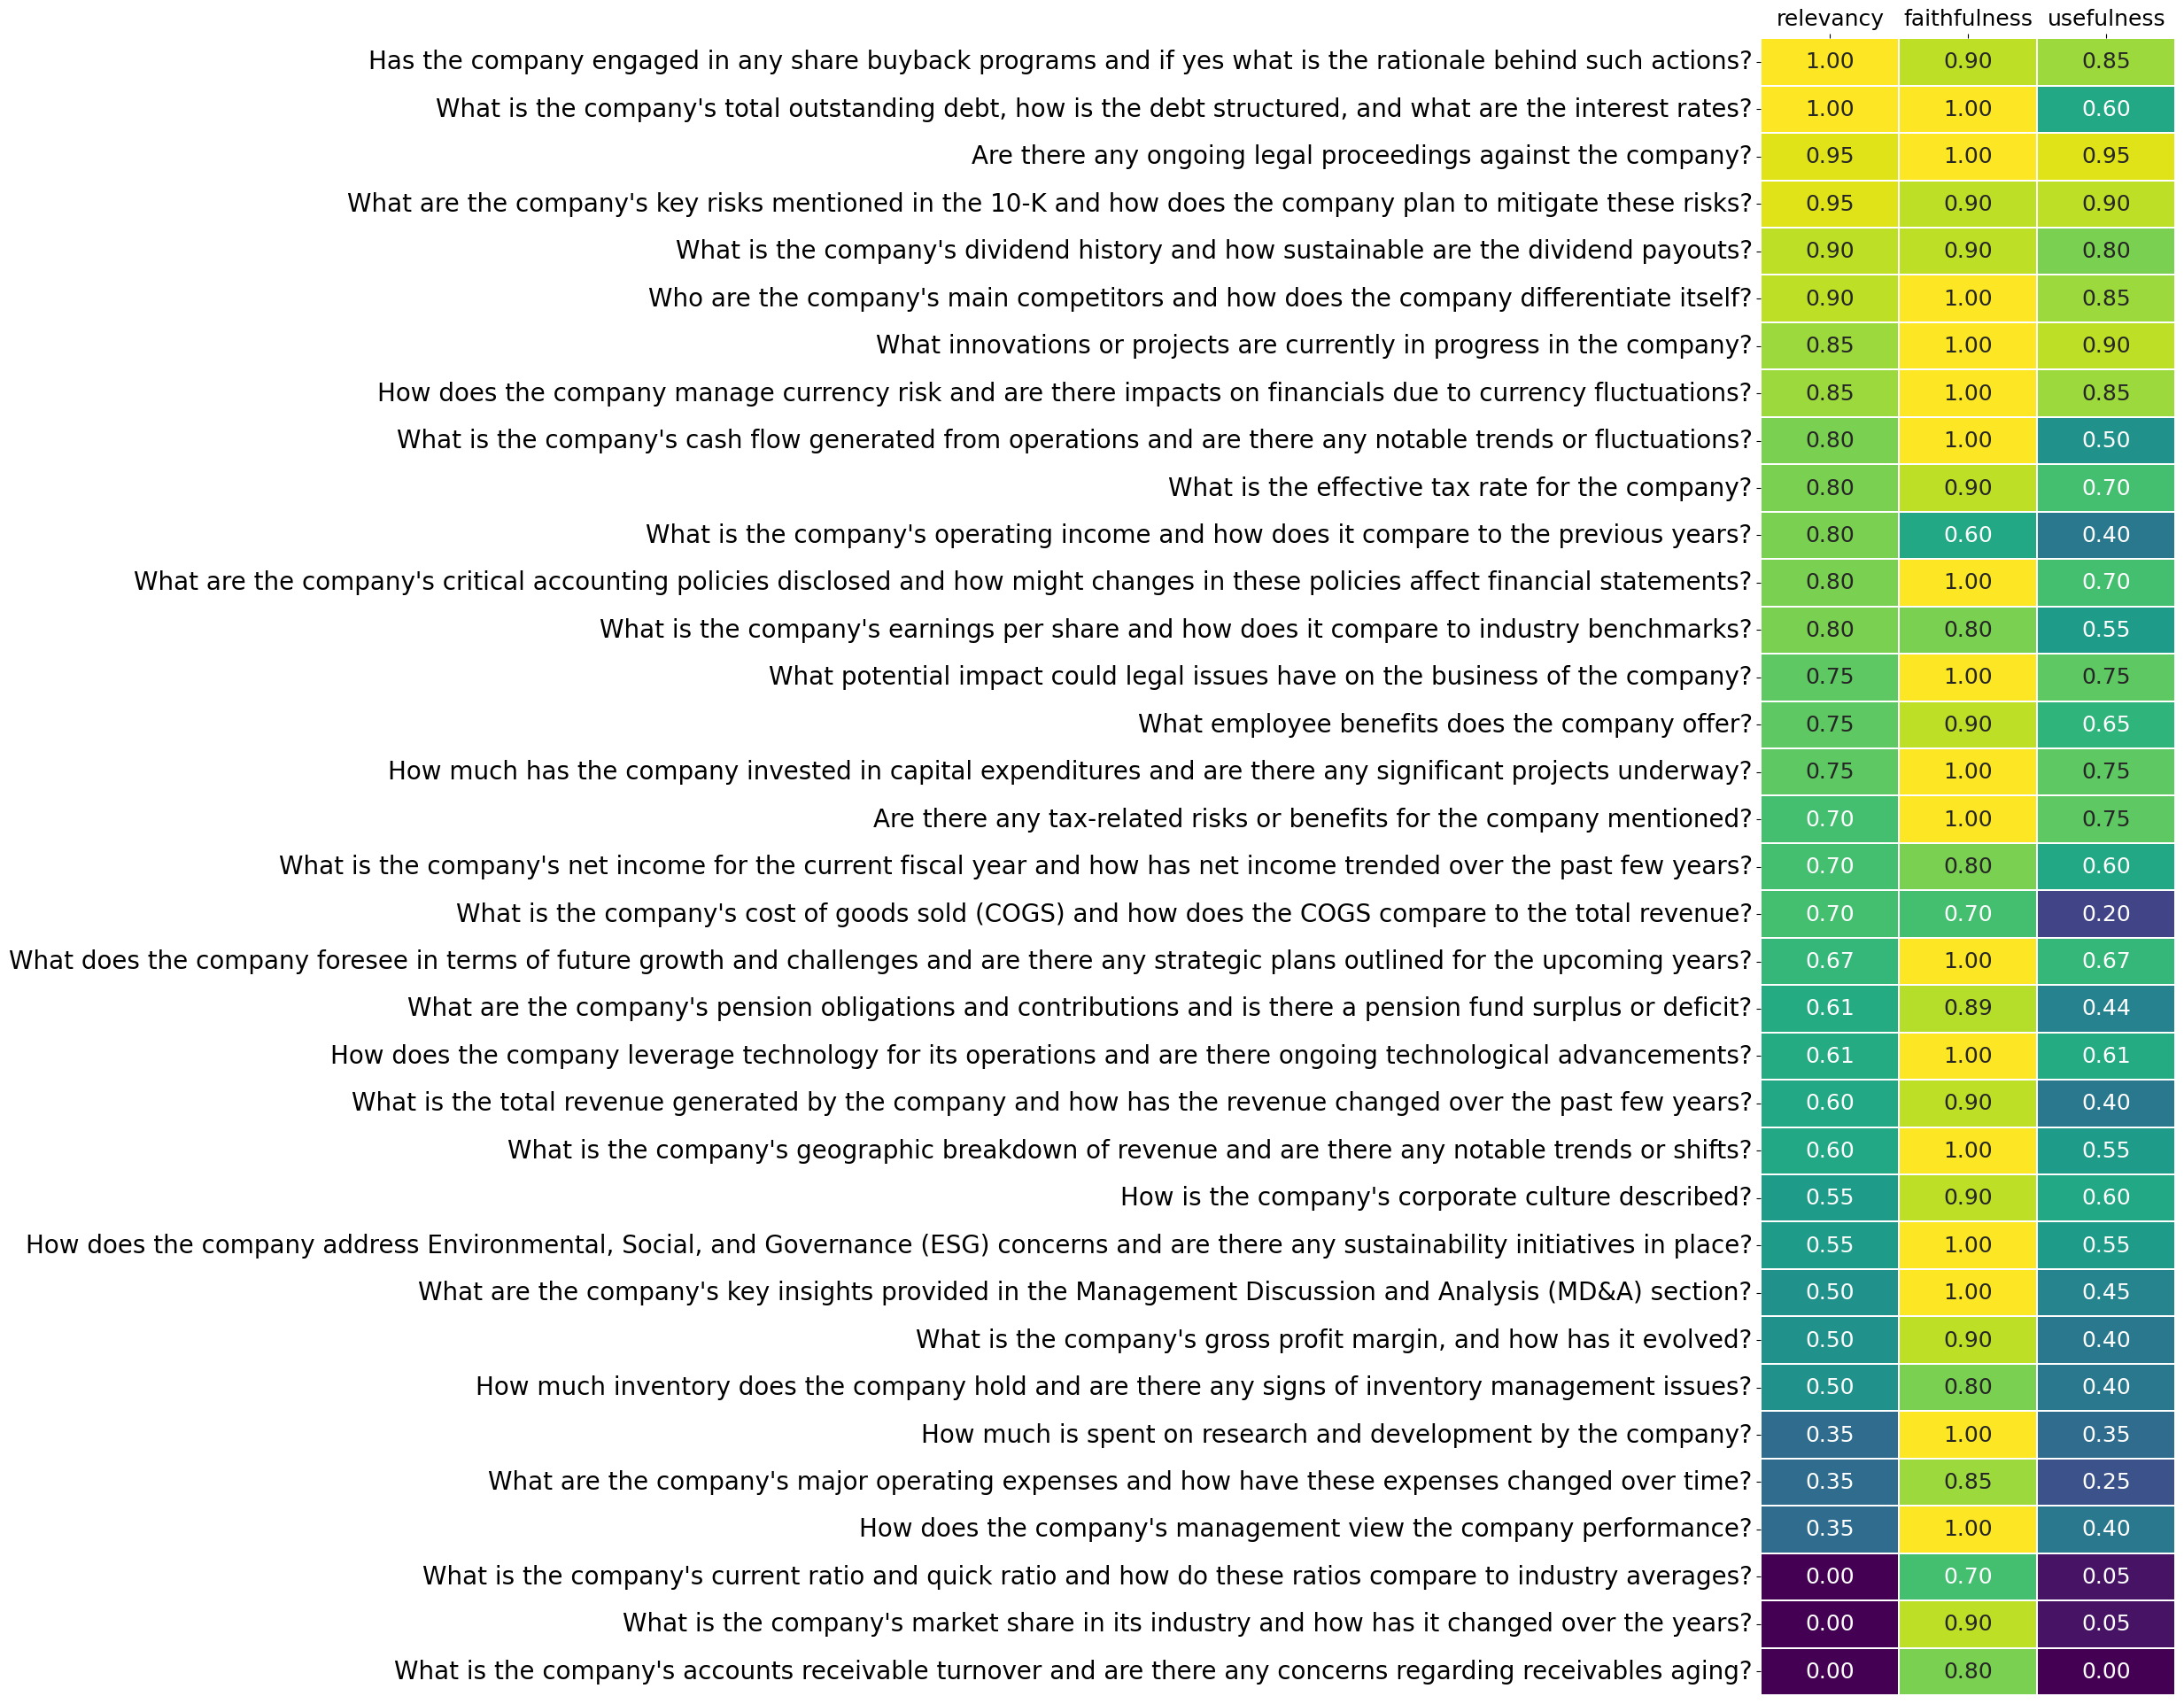 relevancy faithfulness usefulness
Has the company engaged in any share buyback programs and if yes what is the rationale behind such actions? 1.00 0.90 0.85
What is the company's total outstanding debt, how is the debt structured, and what are the interest rates? 1.00 1.00 0.60
Are there any ongoing legal proceedings against the company? 0.95 1.00 0.95
What are the company's key risks mentioned in the 10-K and how does the company plan to mitigate these risks? 0.95 0.90 0.90
What is the company's dividend history and how sustainable are the dividend payouts? 0.90 0.90 0.80
Who are the company's main competitors and how does the company differentiate itself? 0.90 1.00 0.85
What innovations or projects are currently in progress in the company? 0.85 1.00 0.90
How does the company manage currency risk and are there impacts on financials due to currency fluctuations? 0.85 1.00 0.85
What is the company's cash flow generated from operations and are there any notable trends or fluctuations? 0.80 1.00 0.50
What is the effective tax rate for the company? 0.80 0.90 0.70
What is the company's operating income and how does it compare to the previous years? 0.80 0.60 0.40
What are the company's critical accounting policies disclosed and how might changes in these policies affect financial statements? 0.80 1.00 0.70
What is the company's earnings per share and how does it compare to industry benchmarks? 0.80 0.80 0.55
What potential impact could legal issues have on the business of the company? 0.75 1.00 0.75
What employee benefits does the company offer? 0.75 0.90 0.65
How much has the company invested in capital expenditures and are there any significant projects underway? 0.75 1.00 0.75
Are there any tax-related risks or benefits for the company mentioned? 0.70 1.00 0.75
What is the company's net income for the current fiscal year and how has net income trended over the past few years? 0.70 0.80 0.60
What is the company's cost of goods sold (COGS) and how does the COGS compare to the total revenue? 0.70 0.70 0.20
What does the company foresee in terms of future growth and challenges and are there any strategic plans outlined for the upcoming years? 0.67 1.00 0.67
What are the company's pension obligations and contributions and is there a pension fund surplus or deficit? 0.61 0.89 0.44
How does the company leverage technology for its operations and are there ongoing technological advancements? 0.61 1.00 0.61
What is the total revenue generated by the company and how has the revenue changed over the past few years? 0.60 0.90 0.40
What is the company's geographic breakdown of revenue and are there any notable trends or shifts? 0.60 1.00 0.55
How is the company's corporate culture described? 0.55 0.90 0.60
How does the company address Environmental, Social, and Governance (ESG) concerns and are there any sustainability initiatives in place? 0.55 1.00 0.55
What are the company's key insights provided in the Management Discussion and Analysis (MD&A) section? 0.50 1.00 0.45
What is the company's gross profit margin, and how has it evolved? 0.50 0.90 0.40
How much inventory does the company hold and are there any signs of inventory management issues? 0.50 0.80 0.40
How much is spent on research and development by the company? 0.35 1.00 0.35
What are the company's major operating expenses and how have these expenses changed over time? 0.35 0.85 0.25
How does the company's management view the company performance? 0.35 1.00 0.40
What is the company's current ratio and quick ratio and how do these ratios compare to industry averages? 0.00 0.70 0.05
What is the company's market share in its industry and how has it changed over the years? 0.00 0.90 0.05
What is the company's accounts receivable turnover and are there any concerns regarding receivables aging? 0.00 0.80 0.00